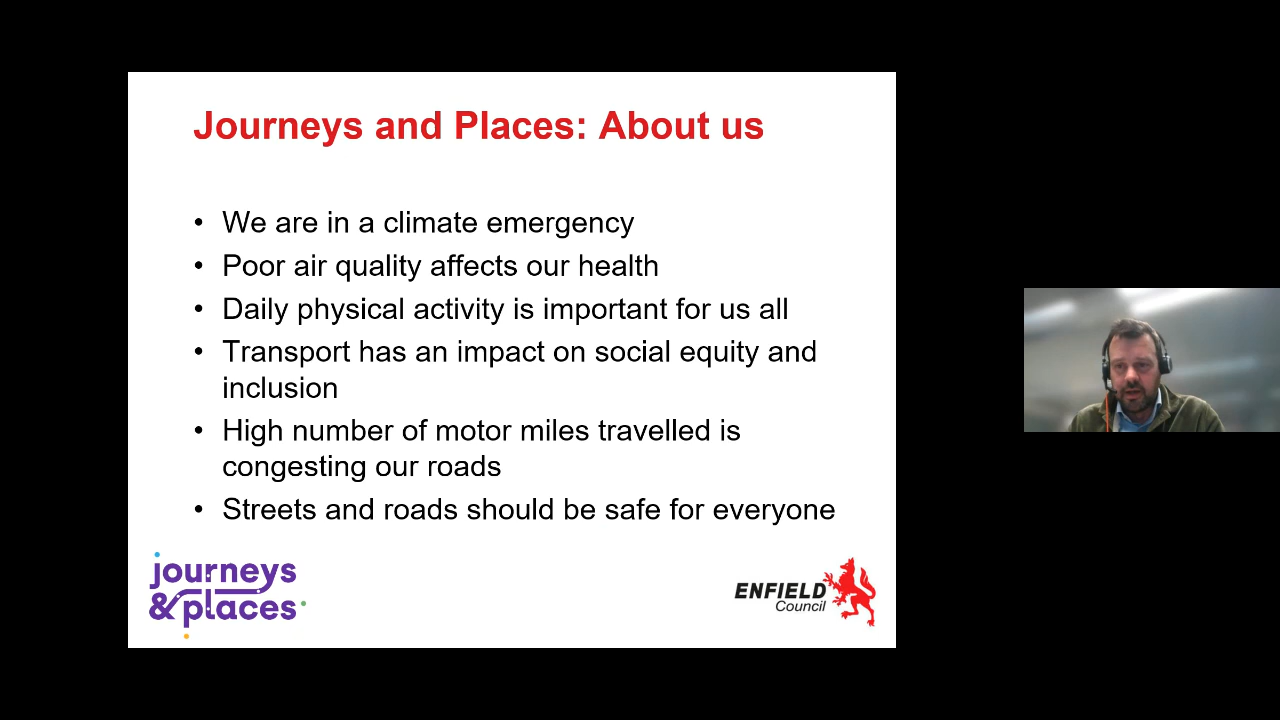 Journeys and Places: About us
• We are in a climate emergency
• Poor air quality affects our health
• Daily physical activity is important for us all
• Transport has an impact on social equity and
inclusion
• High number of motor miles travelled is
congesting our roads
• Streets and roads should be safe for everyone
journeys
&places
ENFIELD
Council